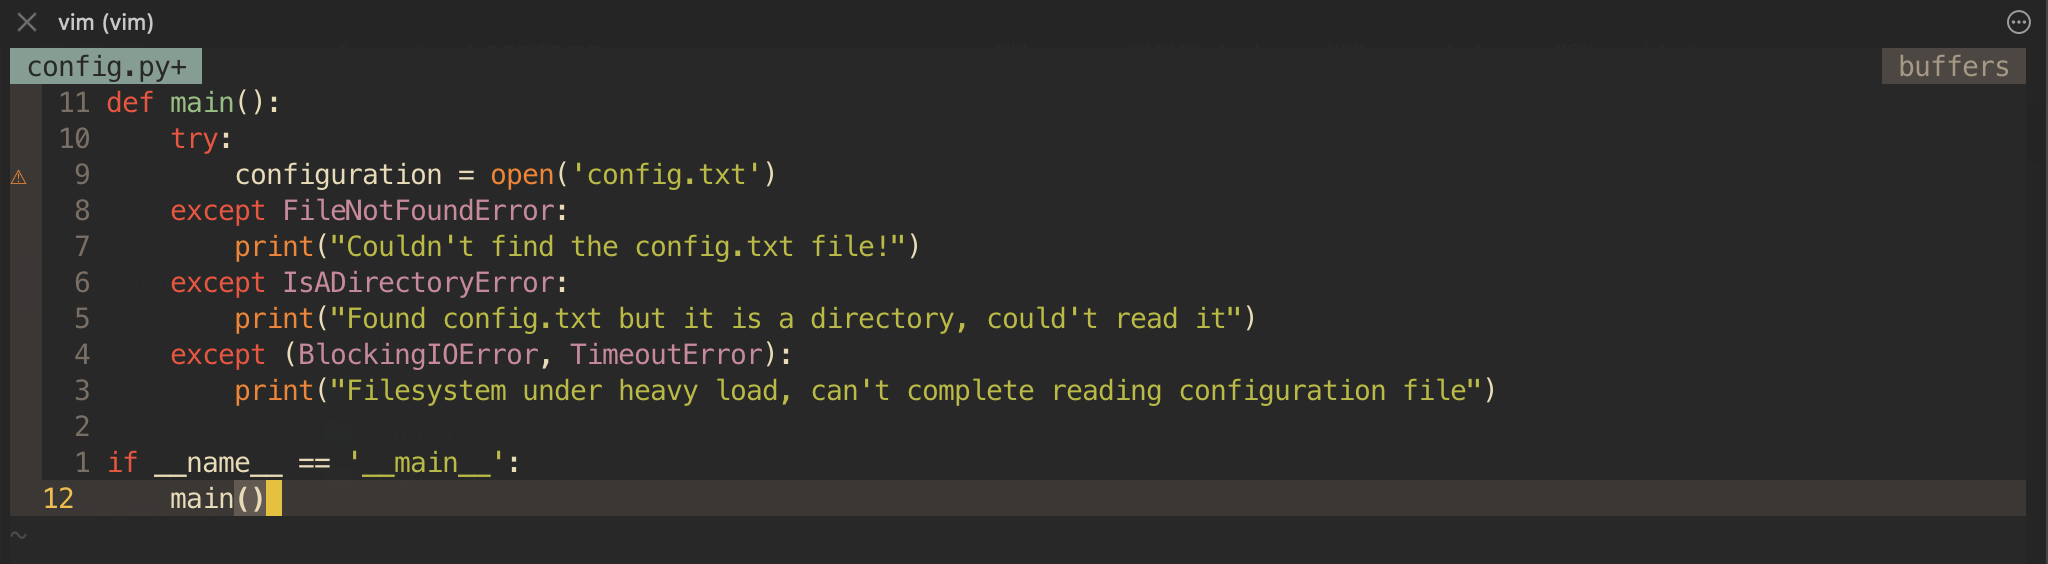 vim (vim)
config.py+ buffers
11 def main():
10     try:
9         configuration = open('config.txt')
8     except FileNotFoundError:
7         print("Couldn't find the config.txt file!")
6     except IsADirectoryError:
5         print("Found config.txt but it is a directory, could't read it")
4     except (BlockingIOError, TimeoutError):
3         print("Filesystem under heavy load, can't complete reading configuration file")
2
1 if __name__ == '__main__':
12     main()
~